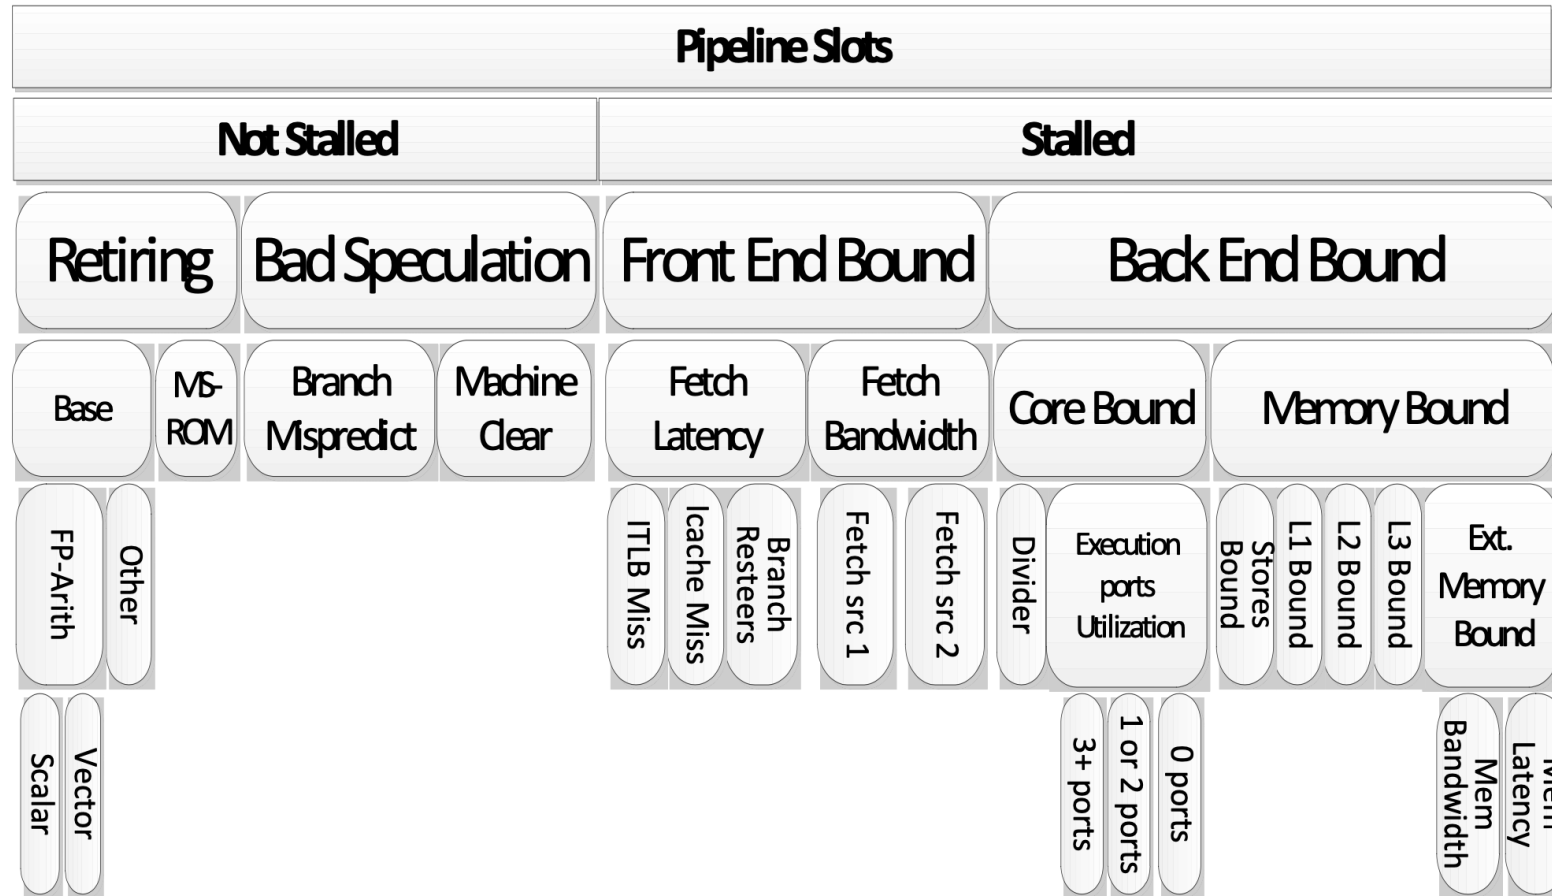 Pipeline Slots
Not Stalled
Stalled
Retiring
Bad Speculation
Front End Bound
Back End Bound
Base
MS-
ROM
Branch
Mispredict
Machine
Clear
Fetch
Latency
Fetch
Bandwidth
Core Bound
Memory Bound
FP-Arith
Other
ITLB Miss
Icache Miss
Branch
Resteers
Fetch src 1
Fetch src 2
Divider
Execution
ports
Utilization
Stores
Bound
L1 Bound
L2 Bound
L3 Bound
Ext.
Memory
Bound
Scalar
Vector
3+ ports
1 or 2 ports
0 ports
Mem
Bandwidth
Mem
Latency